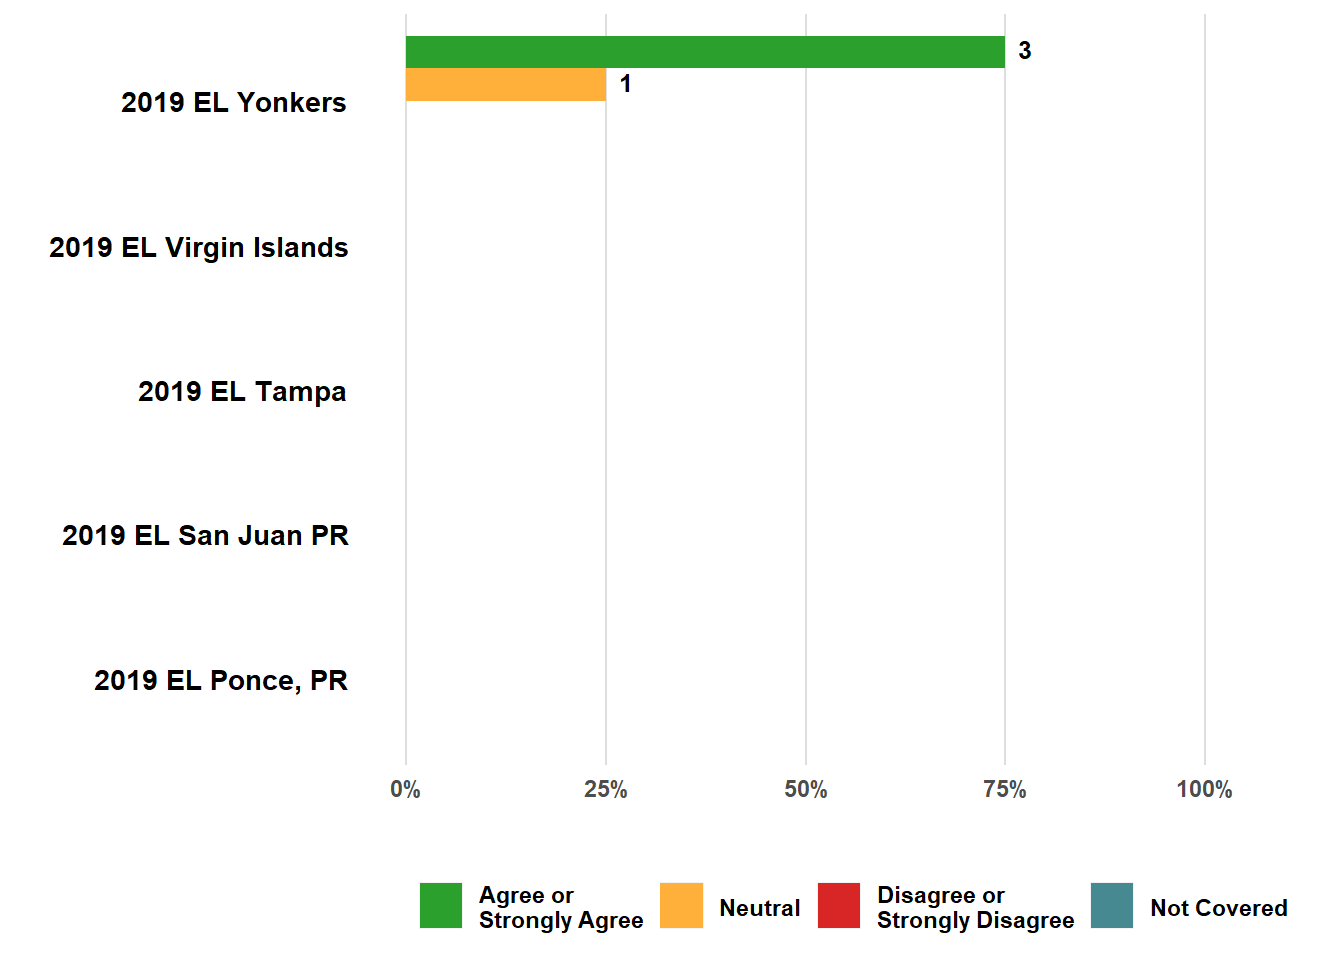 3
1
2019 EL Yonkers
2019 EL Virgin Islands
2019 EL Tampa
2019 EL San Juan PR
2019 EL Ponce, PR
0% 25% 50% 75% 100%
Agree or
Strongly Agree
Neutral
Disagree or
Strongly Disagree
Not Covered